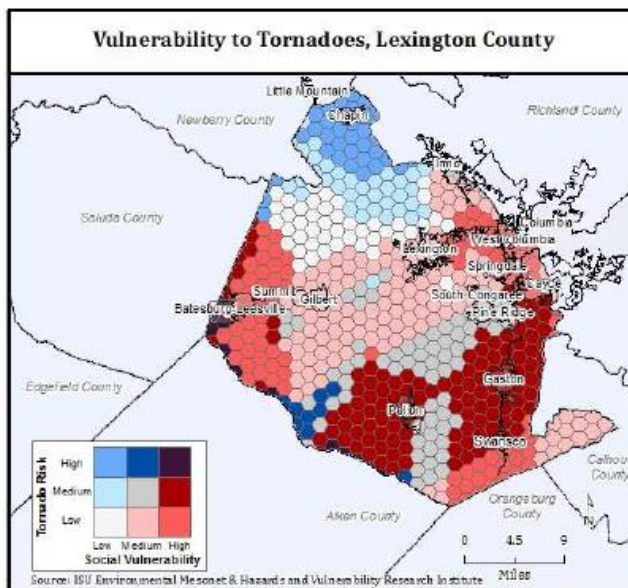 Vulnerability to Tornadoes, Lexington County
Little Mountain
Chapin
Newberry County
Richland County
Irmo
Saluda County
Columbia
West Columbia
Lexington
Springdale
Cayce
Summit
Gilbert
South Congaree
Batesburg-Leesville
Pine Ridge
Edgefield County
Gaston
Pelion
Swansea
Calhoun
County
Orangeburg
County
Aiken County
N
Tornado Risk
High
Medium
Low
Low Medium High
Social Vulnerability
0 4.5 9
Miles
Source: ISU Environmental Mesonet & Hazards and Vulnerability Research Institute